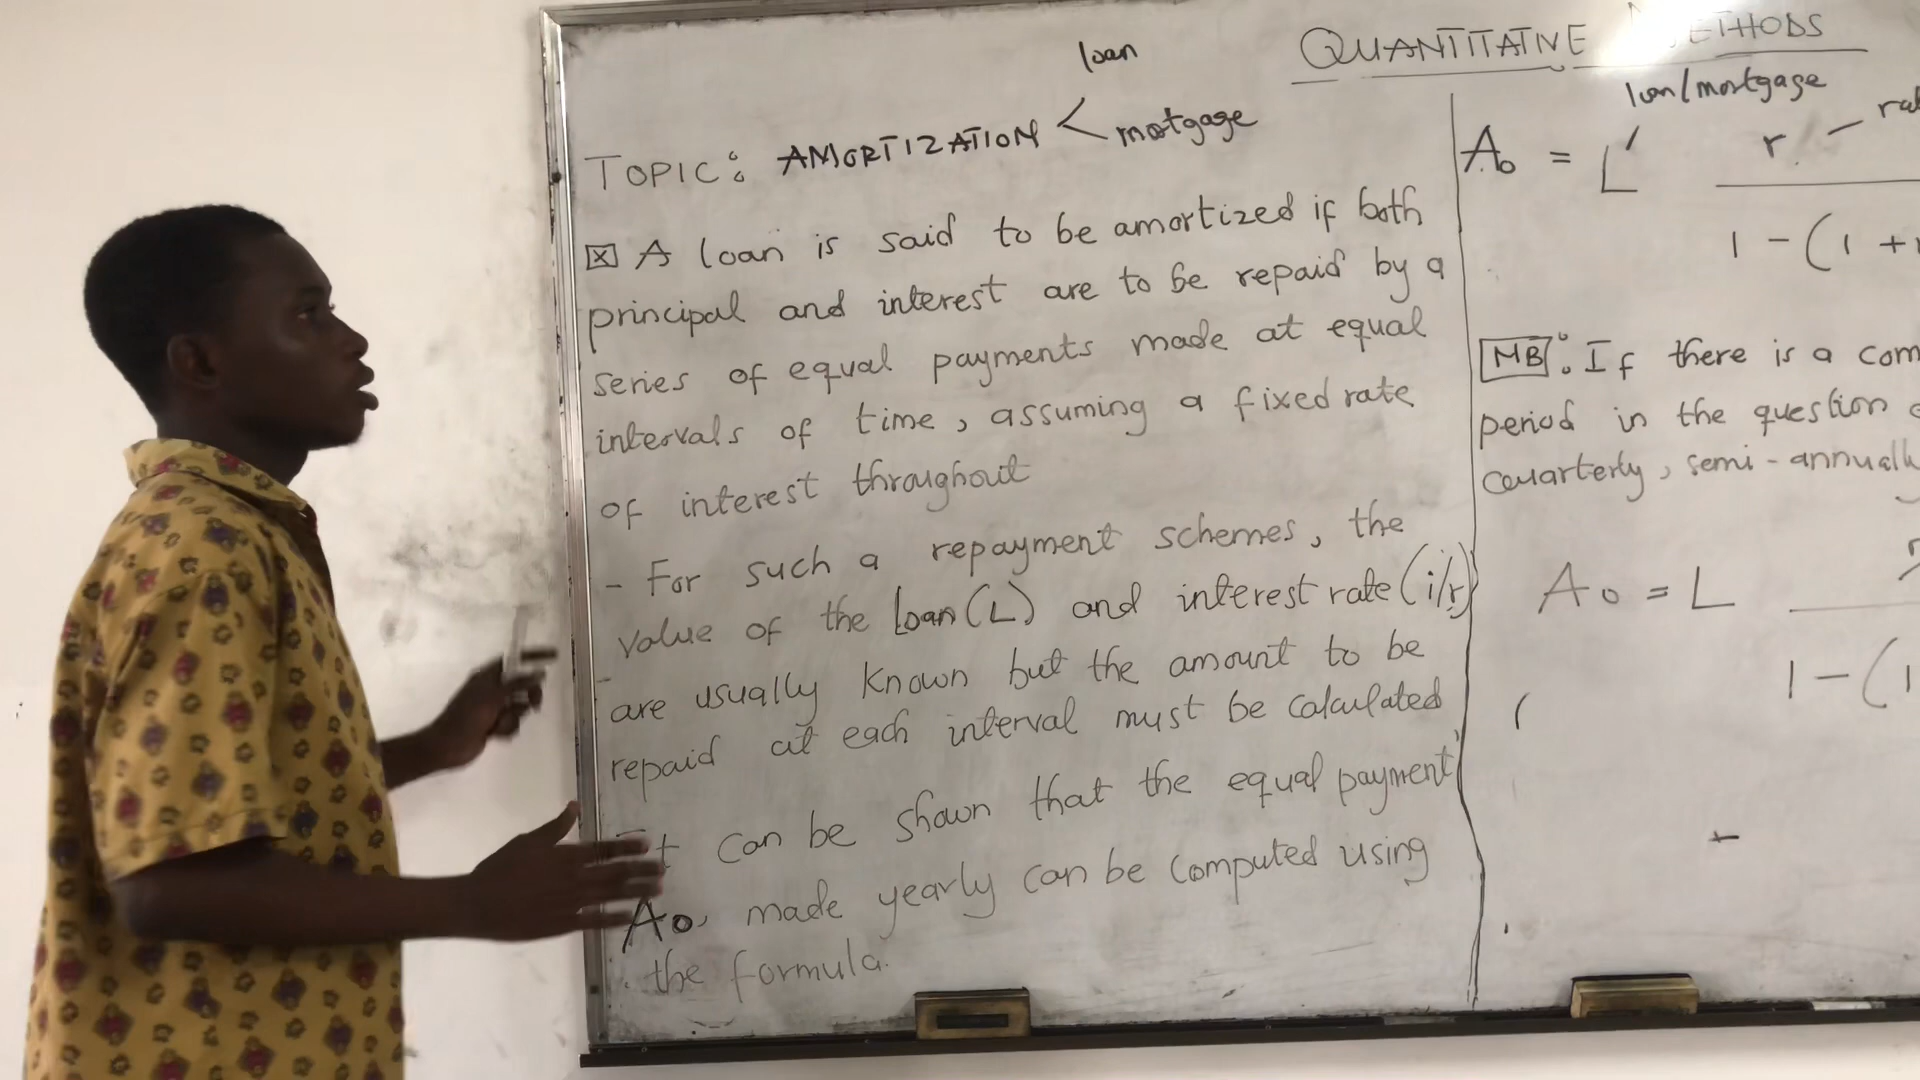 QUANTITATIVE METHODS
loan
TOPIC: AMORTIZATION < mortgage
☒ A loan is said to be amortized if both
principal and interest are to be repaid by a
series of equal payments made at equal
intervals of time, assuming a fixed rate
of interest throughout
- For such a repayment schemes, the
value of the loan (L) and interest rate (i/r)
are usually known but the amount to be
repaid at each interval must be calculated
It can be shown that the equal payment
A₀, made yearly can be computed using
the formula.
loan/mortgage
A₀ = L r
1 - (1 +
NB: If there is a com
period in the question
quarterly, semi-annually
A₀ = L
1 - (1